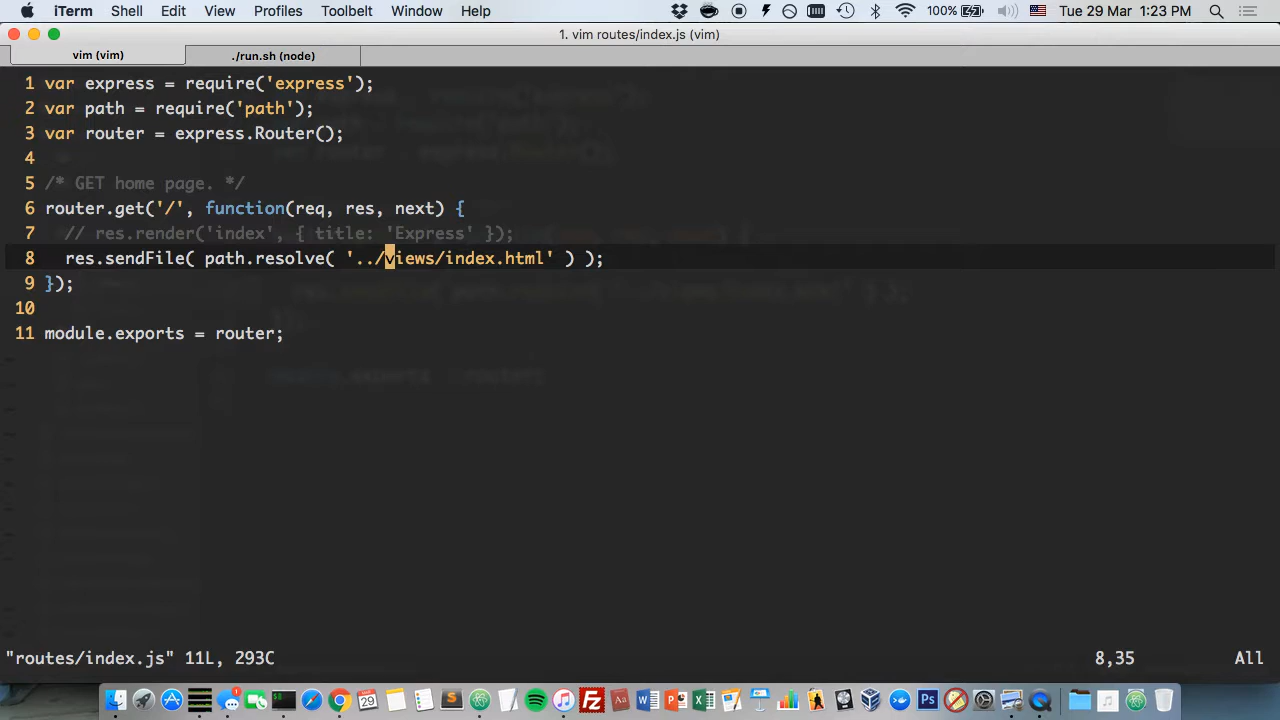 iTerm Shell Edit View Profiles Toolbelt Window Help 100% Tue 29 Mar 1:23 PM
1. vim routes/index.js (vim)
vim (vim) ./run.sh (node)
1 var express = require('express');
2 var path = require('path');
3 var router = express.Router();
4
5 /* GET home page. */
6 router.get('/', function(req, res, next) {
7 // res.render('index', { title: 'Express' });
8 res.sendFile( path.resolve( '../views/index.html' ) );
9 });
10
11 module.exports = router;
"routes/index.js" 11L, 293C 8,35 All